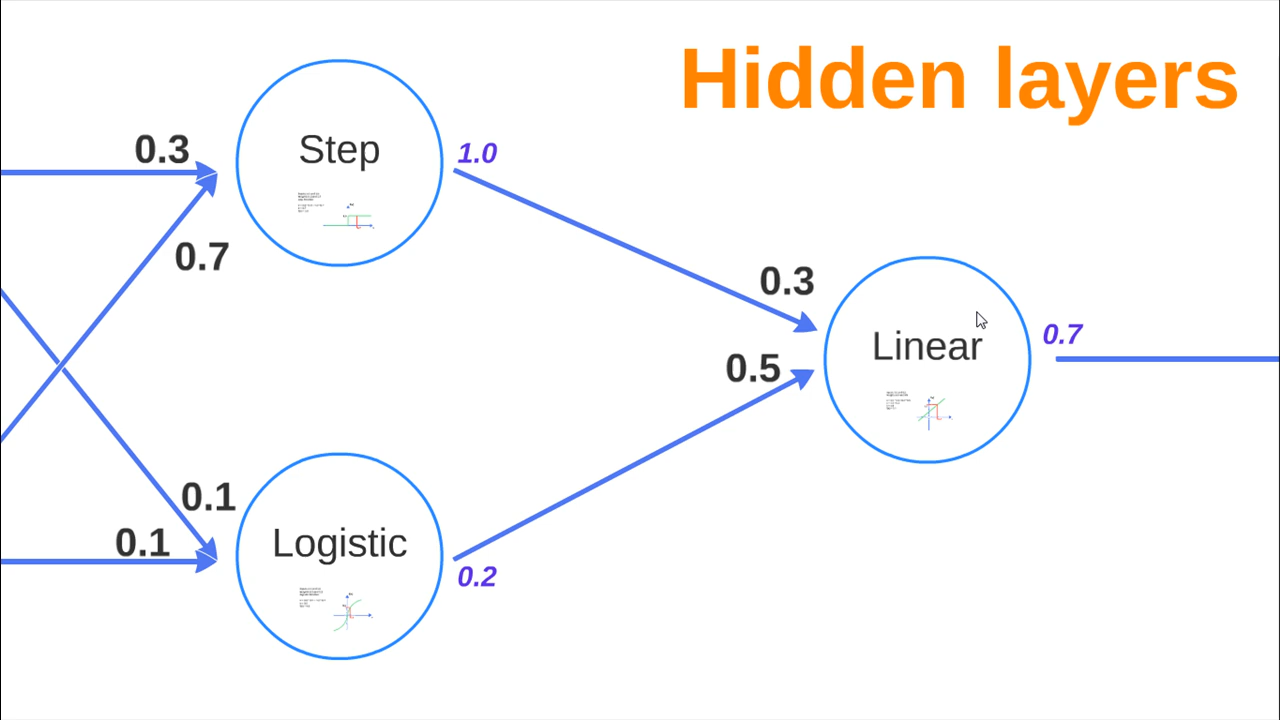 Hidden layers
0.3
Step
1.0
0.7
0.3
Linear
0.7
0.5
0.1
Logistic
0.1
0.2